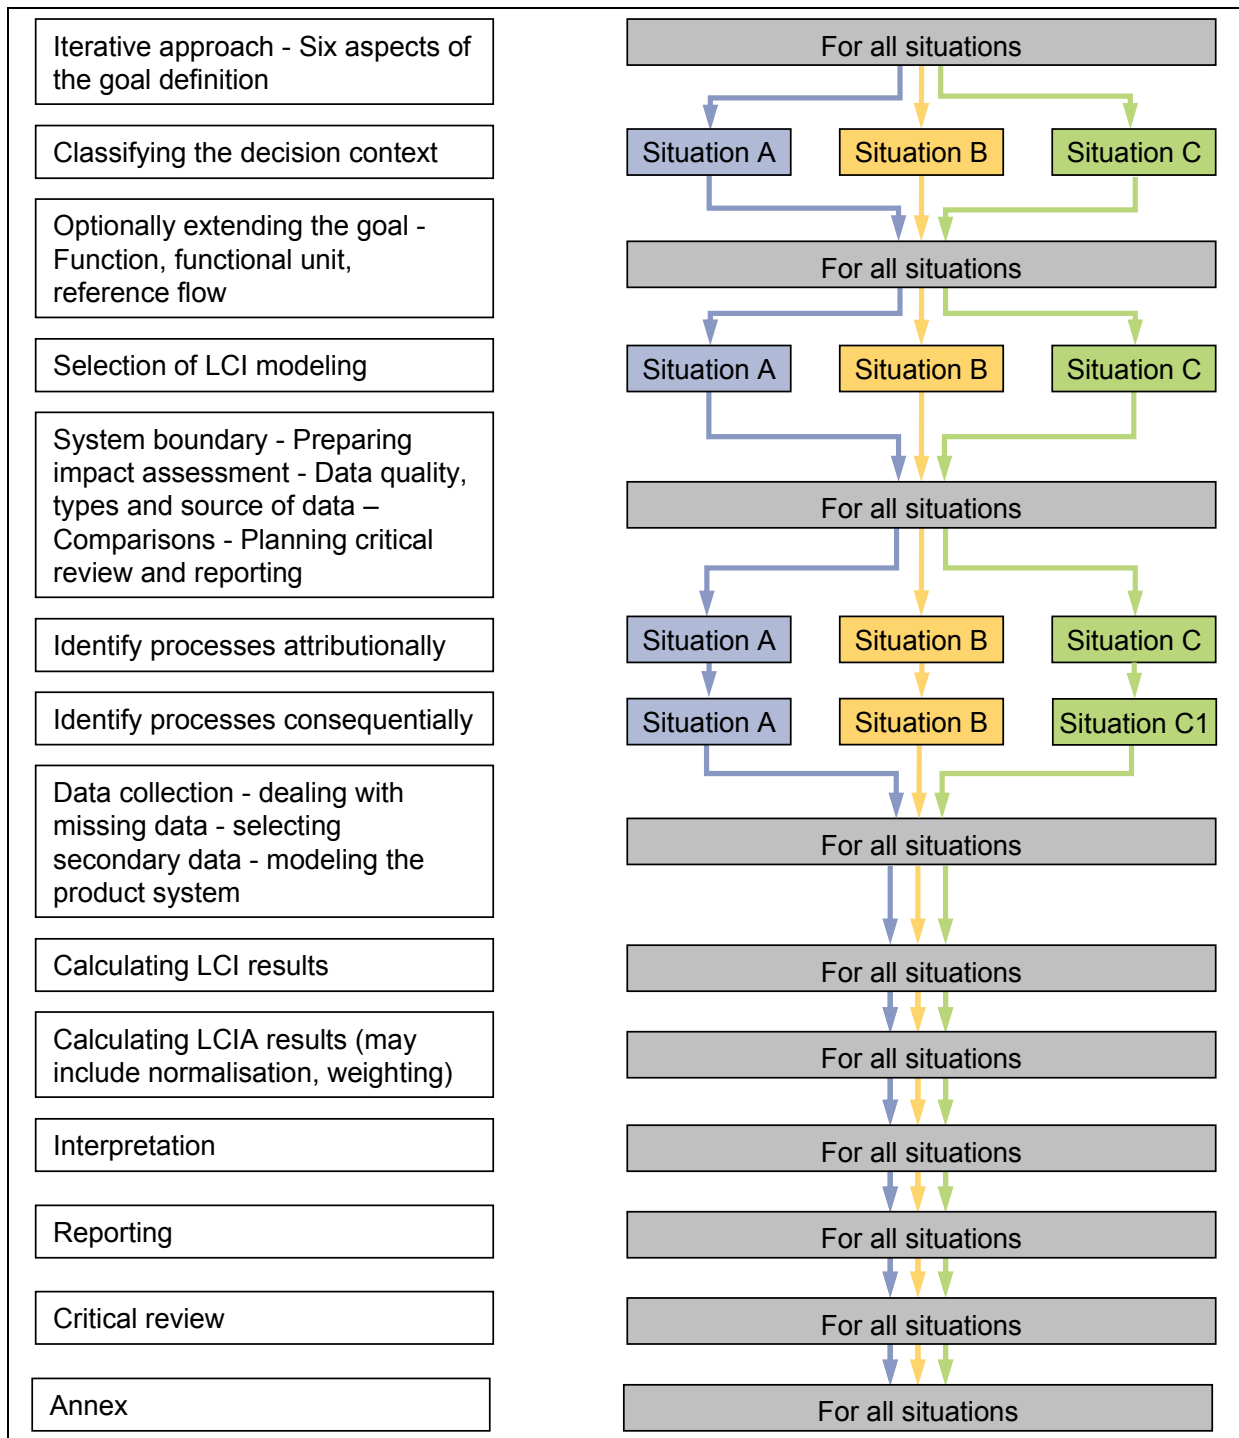 Iterative approach - Six aspects of
the goal definition
For all situations
Classifying the decision context
Situation A
Situation B
Situation C
Optionally extending the goal -
Function, functional unit,
reference flow
For all situations
Selection of LCI modeling
Situation A
Situation B
Situation C
System boundary - Preparing
impact assessment - Data quality,
types and source of data –
Comparisons - Planning critical
review and reporting
For all situations
Identify processes attributionally
Situation A
Situation B
Situation C
Identify processes consequentially
Situation A
Situation B
Situation C1
Data collection - dealing with
missing data - selecting
secondary data - modeling the
product system
For all situations
Calculating LCI results
For all situations
Calculating LCIA results (may
include normalisation, weighting)
For all situations
Interpretation
For all situations
Reporting
For all situations
Critical review
For all situations
Annex
For all situations